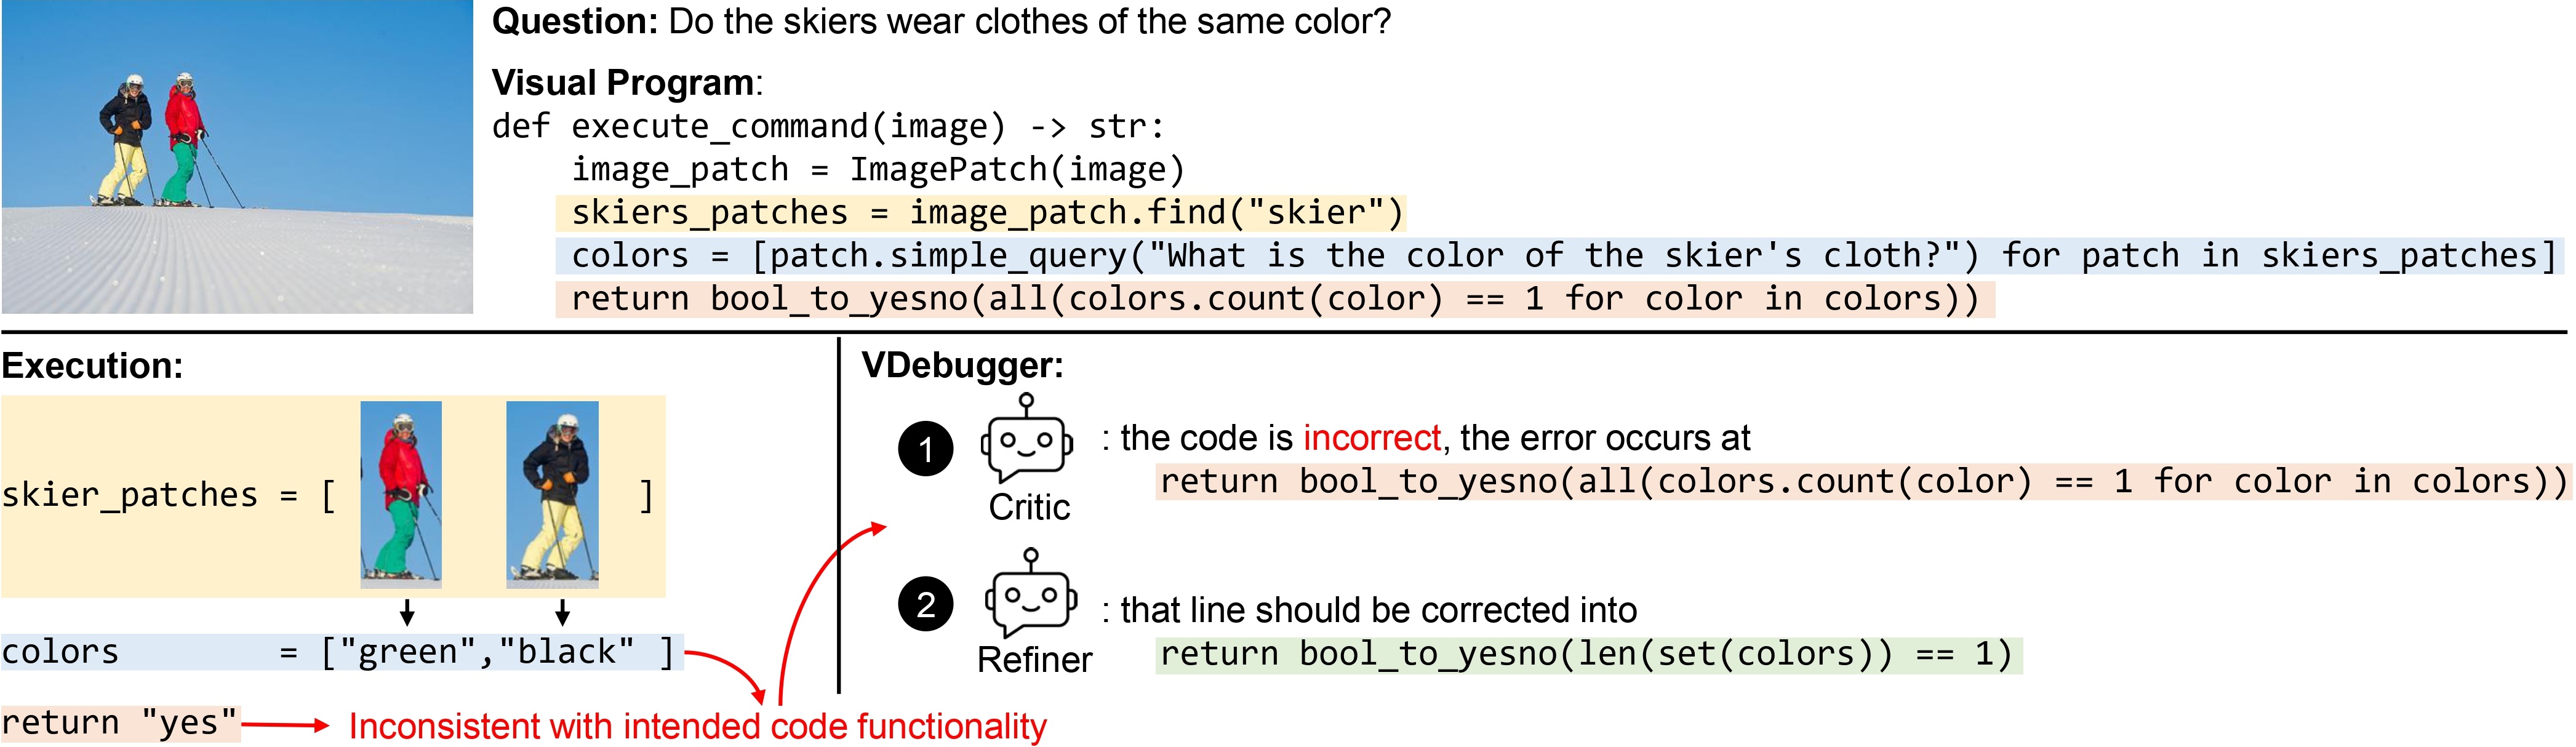 Question: Do the skiers wear clothes of the same color?
Visual Program:
def execute_command(image) -> str:
    image_patch = ImagePatch(image)
    skiers_patches = image_patch.find("skier")
    colors = [patch.simple_query("What is the color of the skier's cloth?") for patch in skiers_patches]
    return bool_to_yesno(all(colors.count(color) == 1 for color in colors))
Execution:
skier_patches = [ ]
colors = ["green","black" ]
return "yes"
Inconsistent with intended code functionality
VDebugger:
1
Critic
: the code is incorrect, the error occurs at
return bool_to_yesno(all(colors.count(color) == 1 for color in colors))
2
Refiner
: that line should be corrected into
return bool_to_yesno(len(set(colors)) == 1)